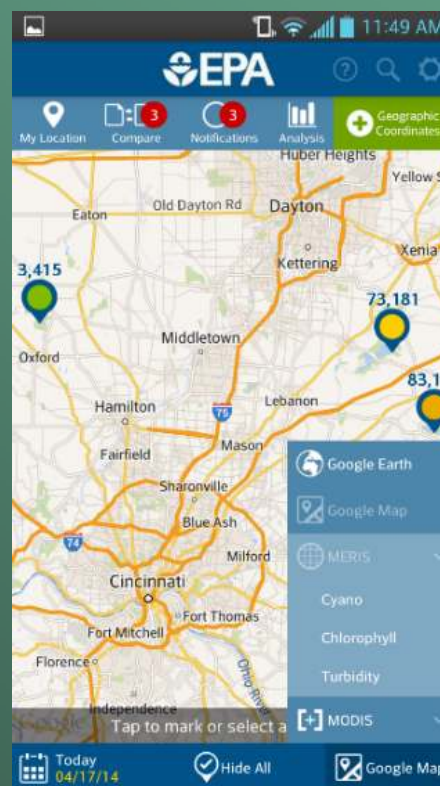 11:49 AM
EPA
?
My Location
3
Compare
3
Notifications
Analysis
Geographic
Coordinates
Huber Heights
Yellow S
Eaton
Old Dayton Rd
Dayton
Xenia
Kettering
3,415
73,181
Middletown
Oxford
83,1
Hamilton
Lebanon
75
Mason
Fairfield
Google Earth
Sharonville
Google Map
Blue Ash
74
Milford
MERIS
Cincinnati
Cyano
Fort Thomas
Fort Mitchell
Chlorophyll
Florence
Ohio River
Turbidity
Independence
Google
Tap to mark or select a
[+] MODIS
Today
04/17/14
Hide All
Google Map